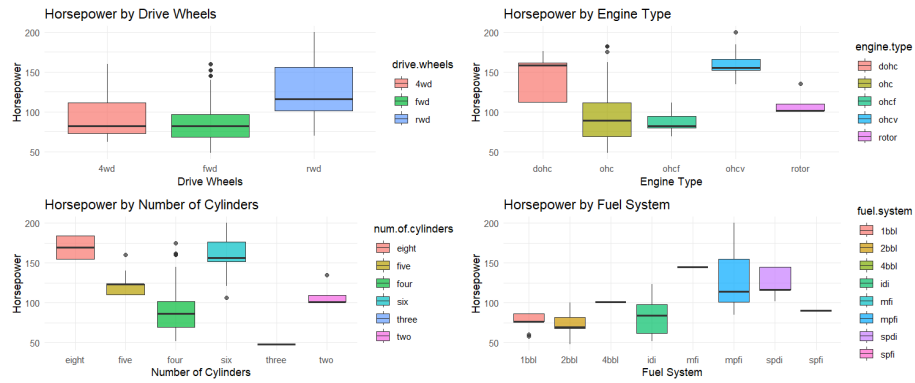 Horsepower by Drive Wheels
Horsepower
200
150
100
50
4wd
fwd
rwd
Drive Wheels
drive.wheels
4wd
fwd
rwd
Horsepower by Engine Type
Horsepower
200
150
100
50
dohc
ohc
ohcf
ohcv
rotor
Engine Type
engine.type
dohc
ohc
ohcf
ohcv
rotor
Horsepower by Number of Cylinders
Horsepower
200
150
100
50
eight
five
four
six
three
two
Number of Cylinders
num.of.cylinders
eight
five
four
six
three
two
Horsepower by Fuel System
Horsepower
200
150
100
50
1bbl
2bbl
4bbl
idi
mfi
mpfi
spdi
spfi
Fuel System
fuel.system
1bbl
2bbl
4bbl
idi
mfi
mpfi
spdi
spfi